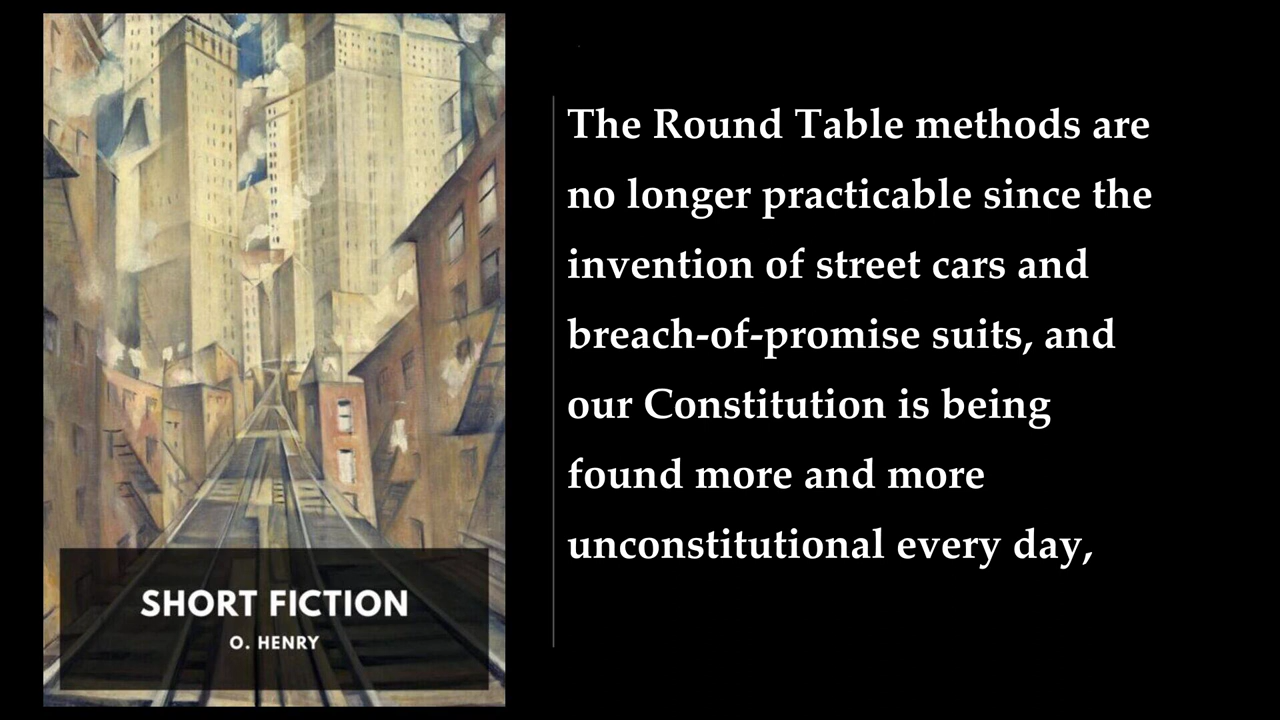 SHORT FICTION
O. HENRY
The Round Table methods are
no longer practicable since the
invention of street cars and
breach-of-promise suits, and
our Constitution is being
found more and more
unconstitutional every day,